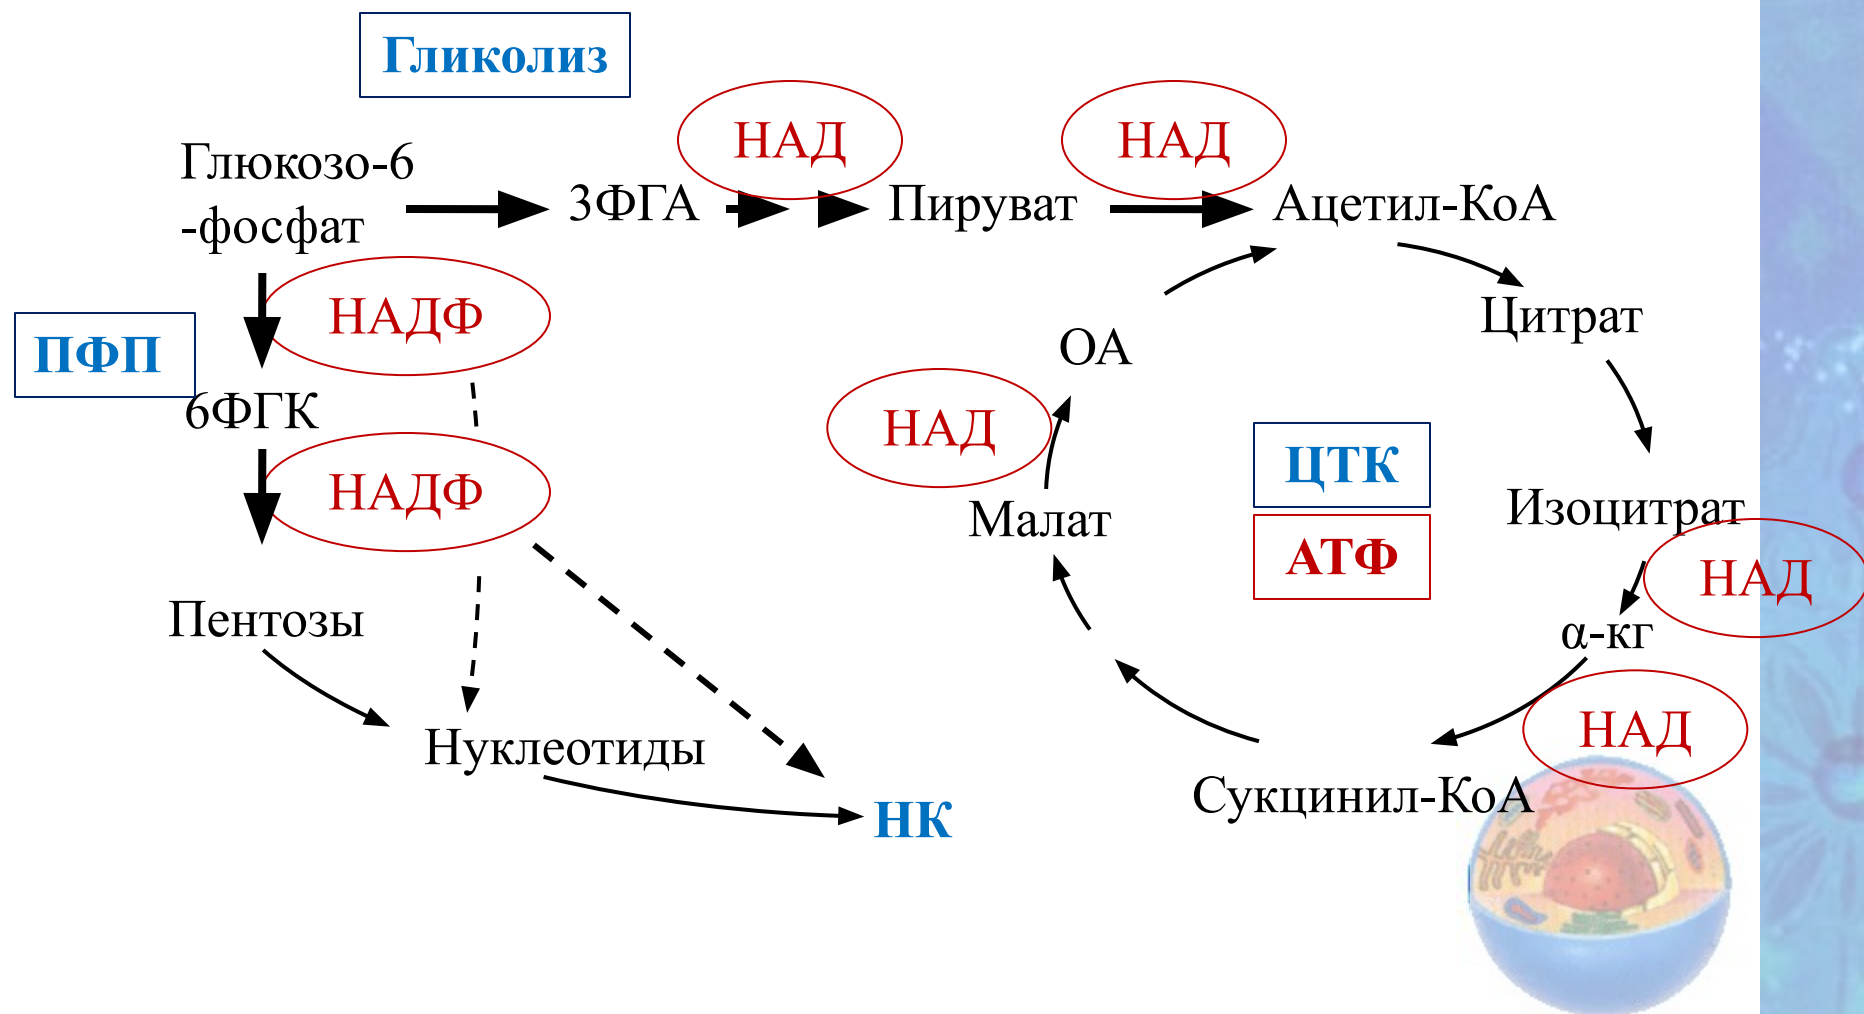 Гликолиз
НАД
НАД
Глюкозо-6
-фосфат
3ФГА
Пируват
Ацетил-КоА
НАДФ
Цитрат
ПФП
ОА
6ФГК
НАД
ЦТК
НАДФ
Изоцитрат
Малат
АТФ
НАД
Пентозы
α-кг
НАД
Нуклеотиды
Сукцинил-КоА
НК